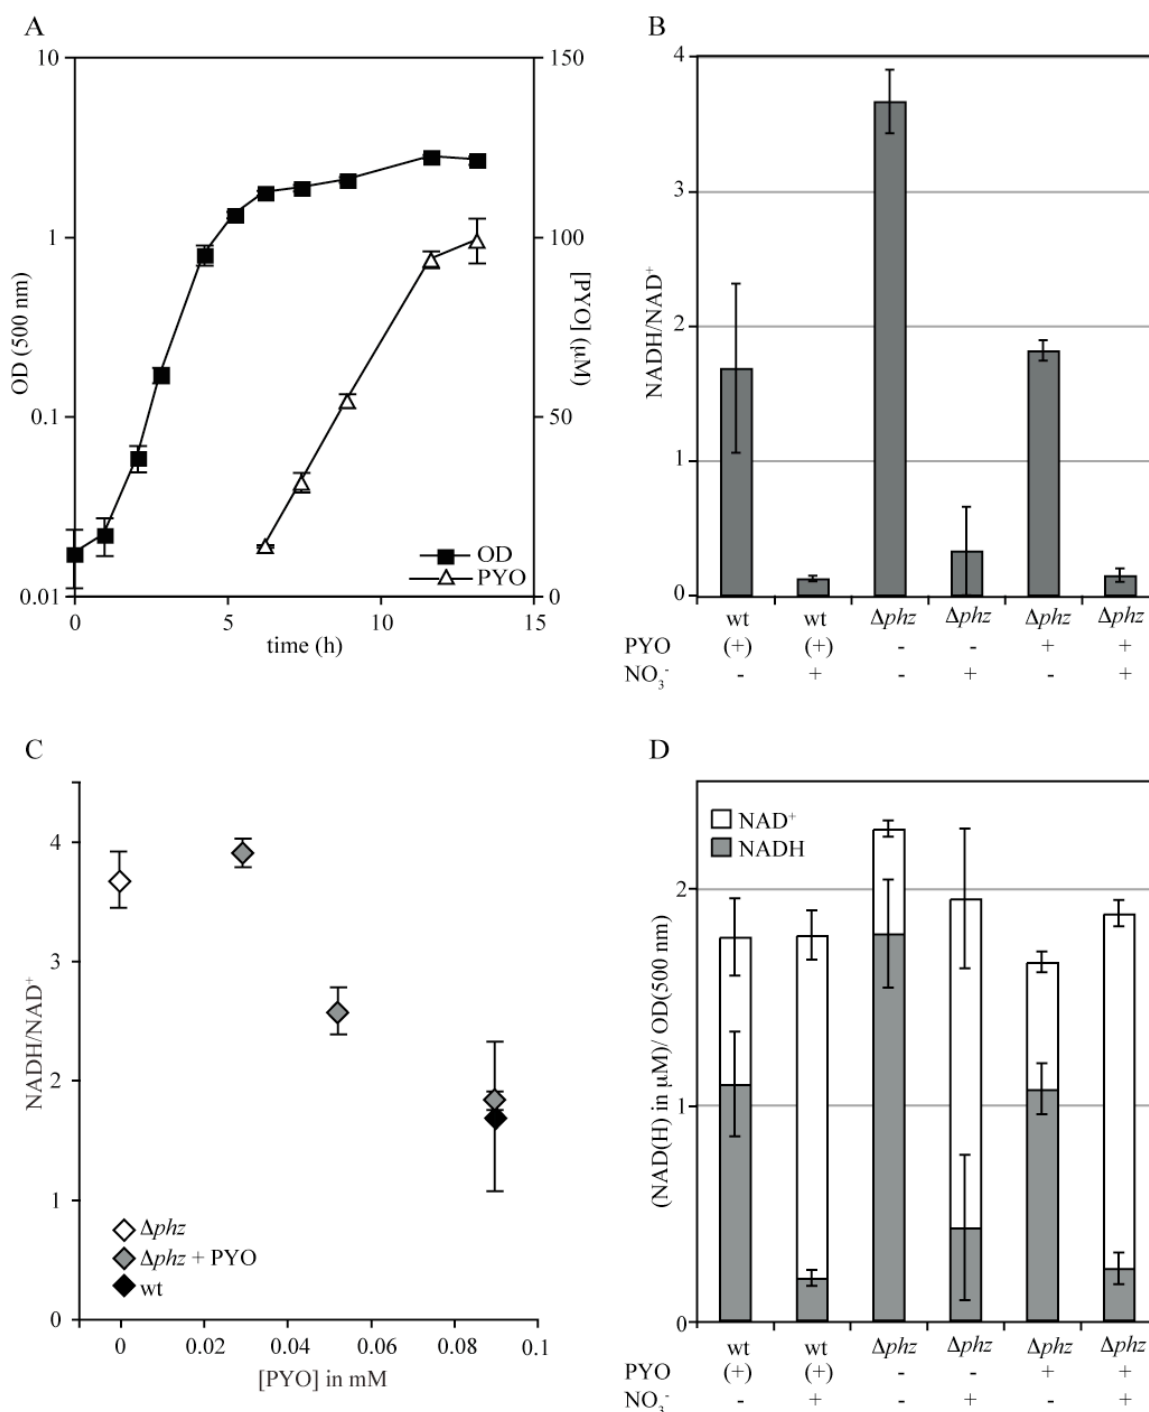 A
10
1
0.1
0.01
OD (500 nm)
150
100
50
0
[PYO] (µM)
OD
PYO
0 5 10 15
time (h)
B
4
3
2
1
0
NADH/NAD⁺
wt wt Δphz Δphz Δphz Δphz
PYO (+) (+) - - + +
NO₃⁻ - + - + - +
C
4
3
2
1
0
NADH/NAD⁺
Δphz
Δphz + PYO
wt
0 0.02 0.04 0.06 0.08 0.1
[PYO] in mM
D
NAD⁺
NADH
2
1
0
(NAD(H) in µM)/ OD(500 nm)
wt wt Δphz Δphz Δphz Δphz
PYO (+) (+) - - + +
NO₃⁻ - + - + - +